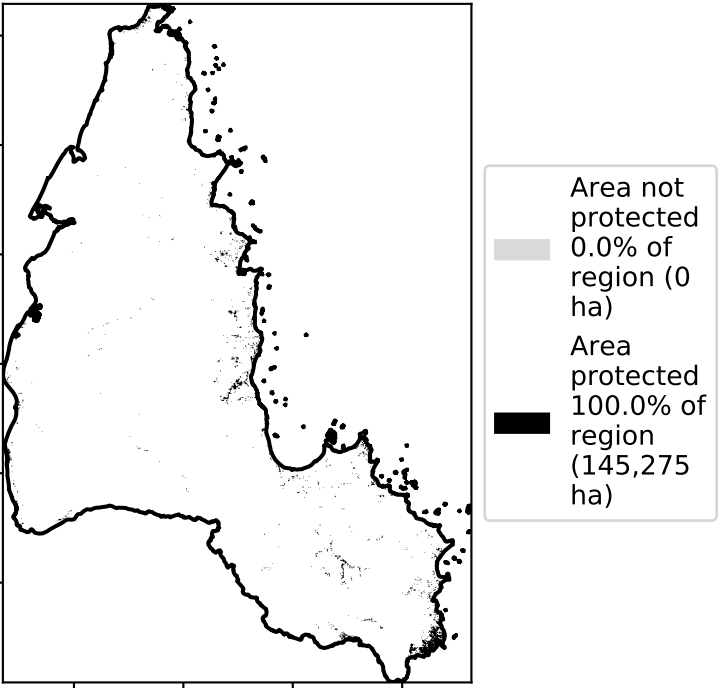 Area not
protected
0.0% of
region (0
ha)
Area
protected
100.0% of
region
(145,275
ha)